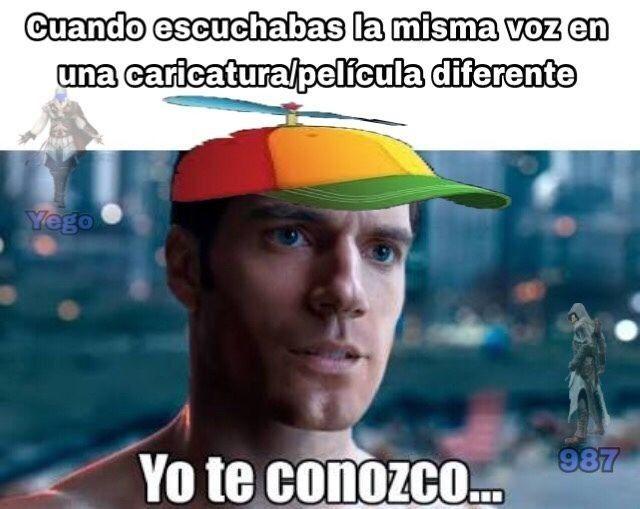 Cuando escuchabas la misma voz en
una caricatura/película diferente
Yego
987
Yo te conozco...